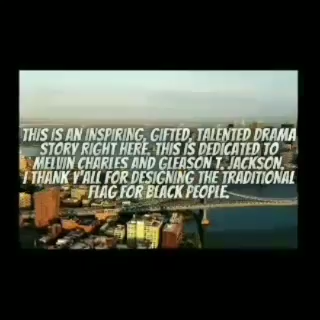 THIS IS AN INSPIRING, GIFTED, TALENTED DRAMA
STORY RIGHT HERE. THIS IS DEDICATED TO
MELVIN CHARLES AND GLEASON T. JACKSON.
I THANK Y'ALL FOR DESIGNING THE TRADITIONAL
FLAG FOR BLACK PEOPLE.